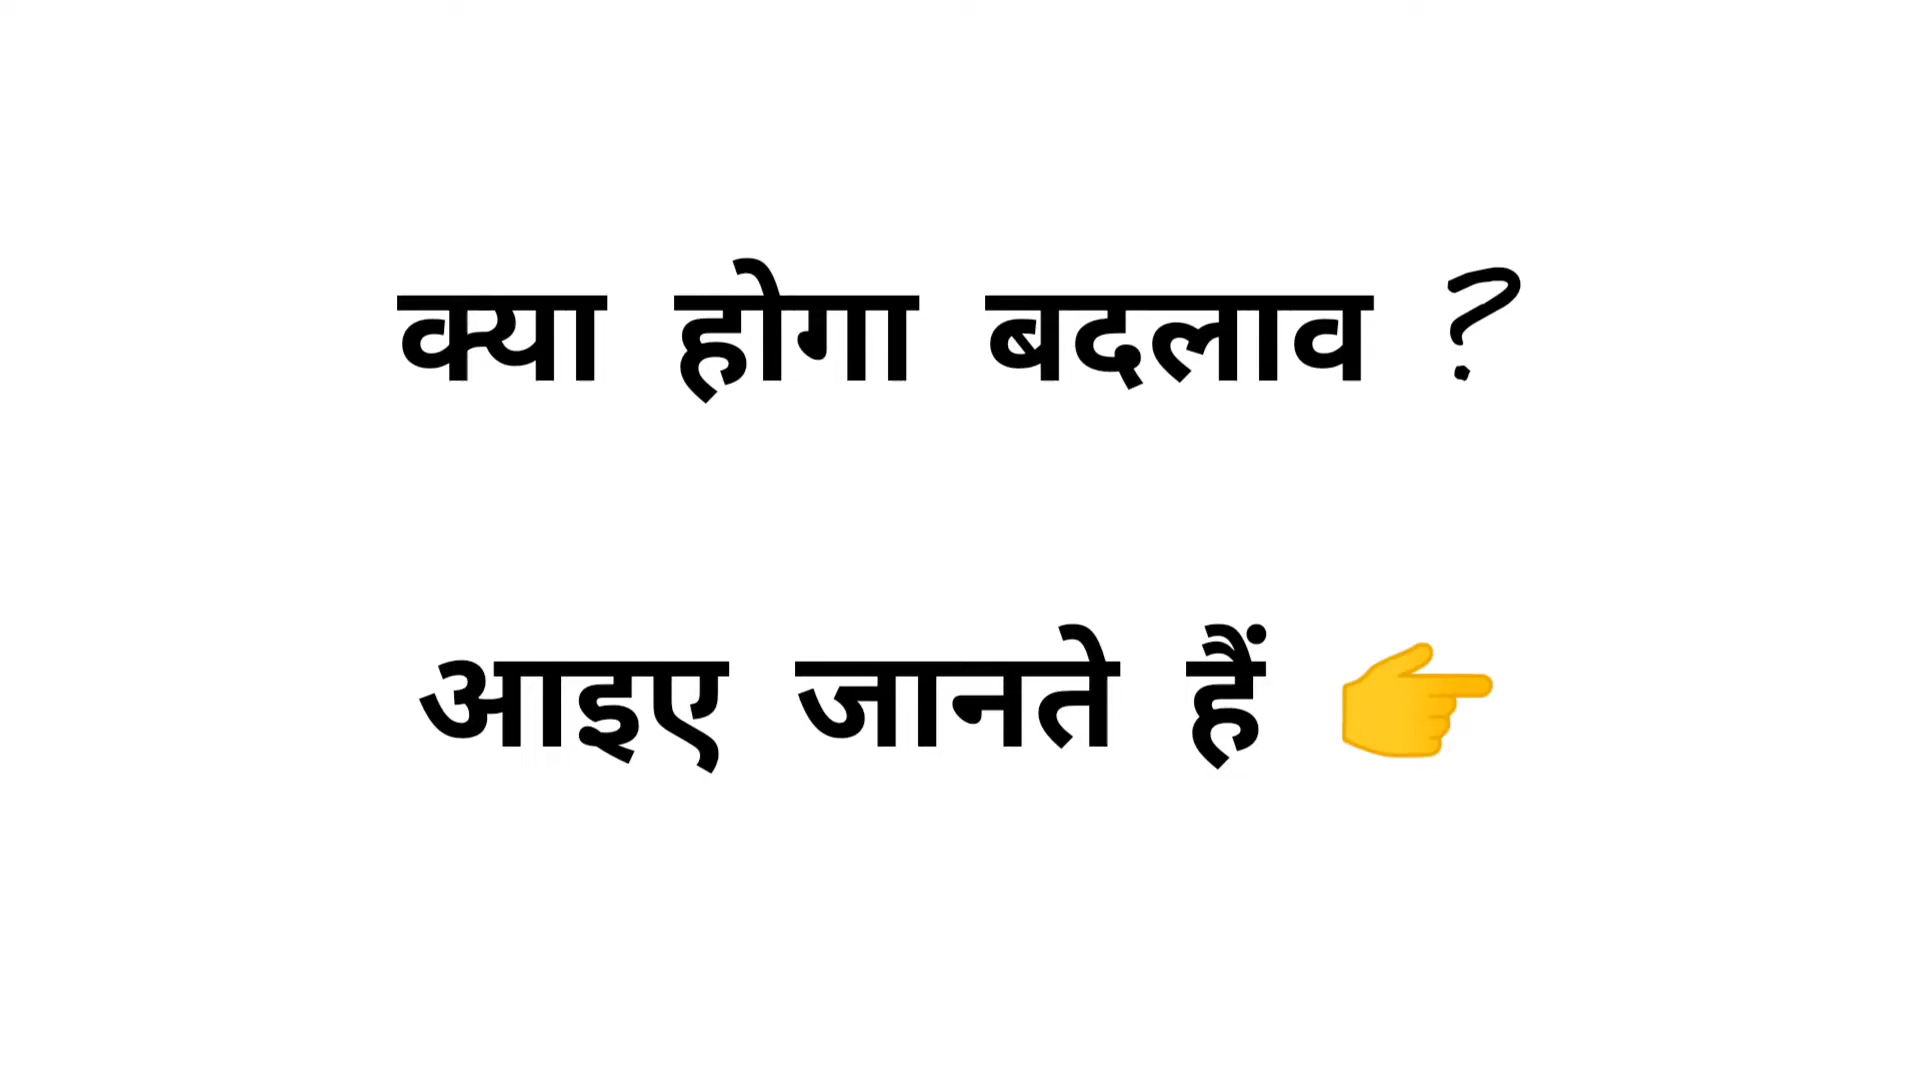 क्या होगा बदलाव ?
आइए जानते हैं 👉